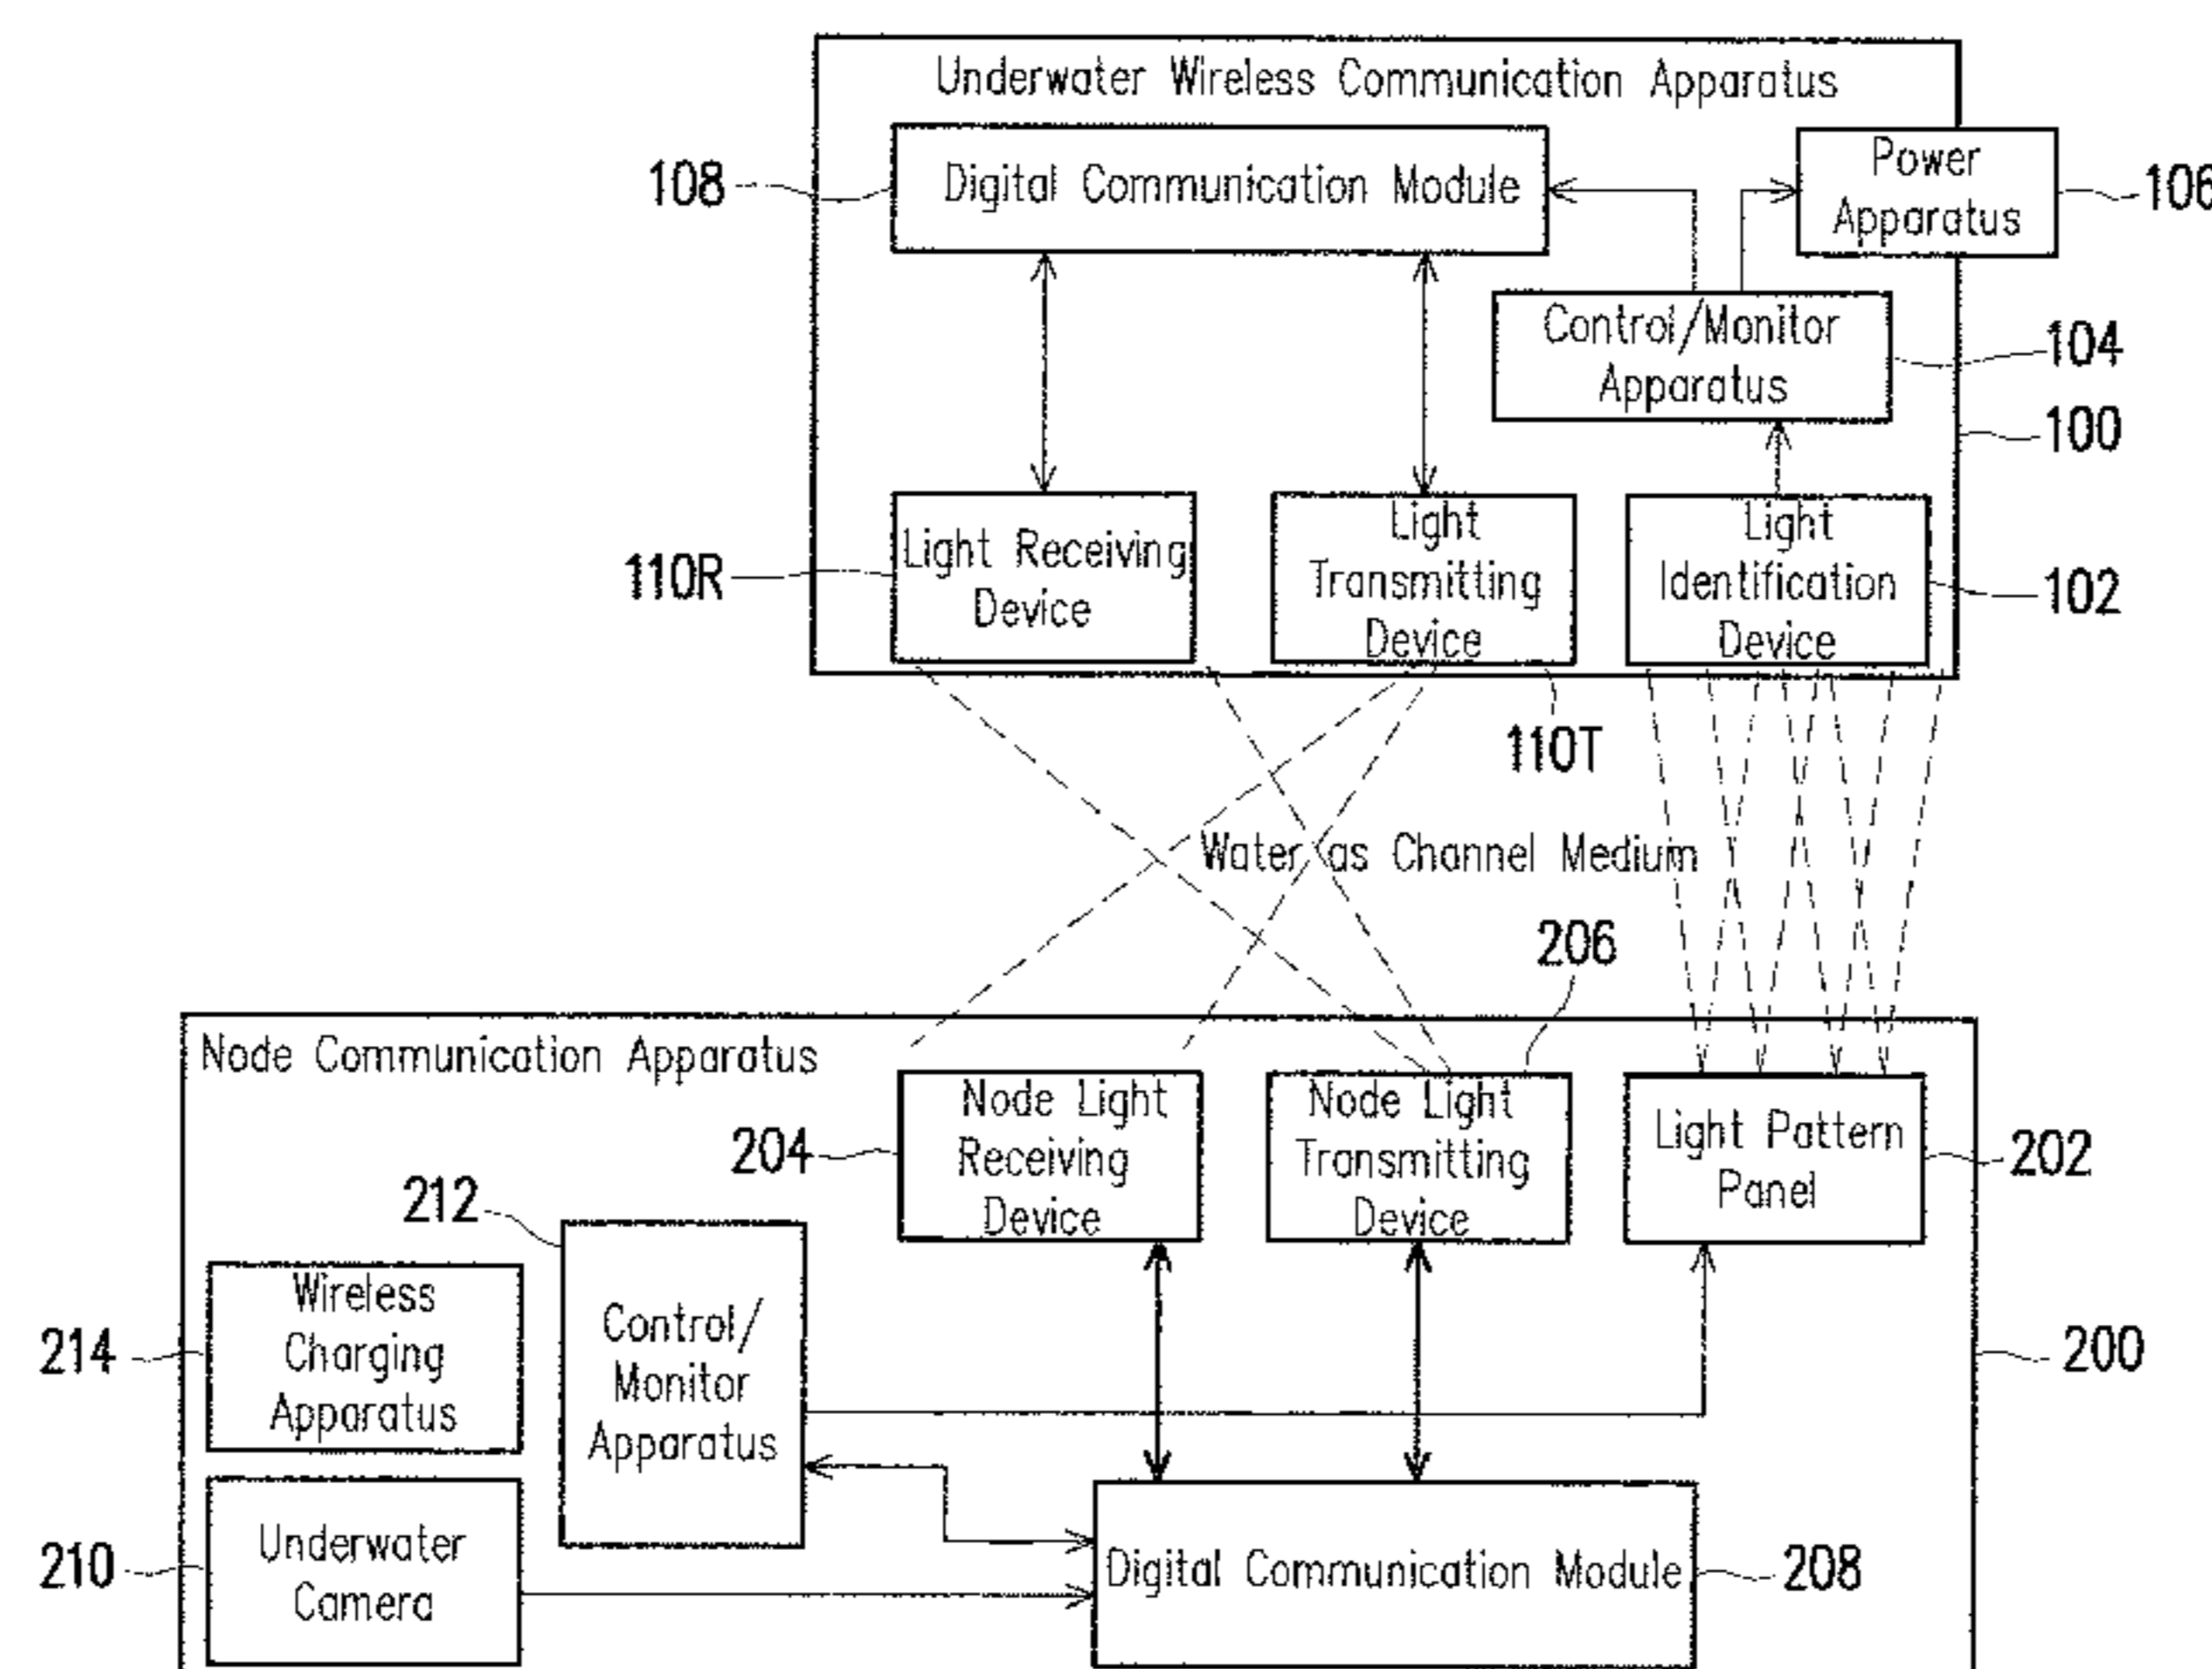 Underwater Wireless Communication Apparatus
108
Digital Communication Module
Power
Apparatus
106
Control/Monitor
Apparatus
104
100
110R
Light Receiving
Device
Light
Transmitting
Device
Light
Identification
Device
102
110T
Water as Channel Medium
206
Node Communication Apparatus
204
Node Light
Receiving
Device
Node Light
Transmitting
Device
Light Pattern
Panel
202
212
Control/
Monitor
Apparatus
214
Wireless
Charging
Apparatus
200
210
Underwater
Camera
Digital Communication Module
208